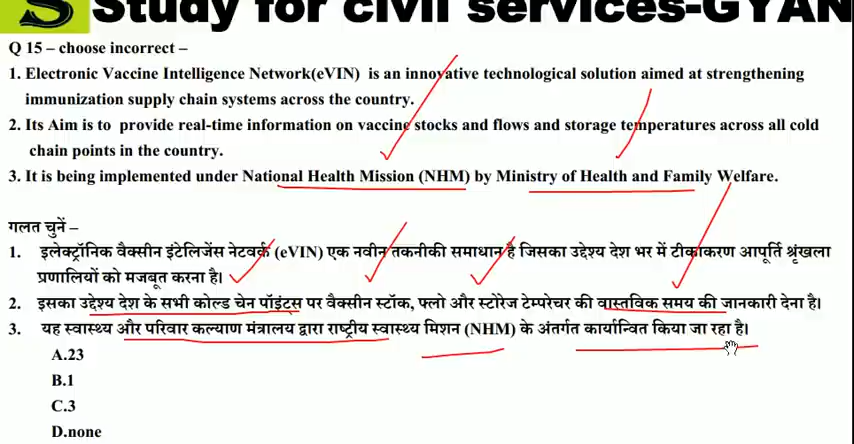 S Study for civil services-GYAN
Q 15 – choose incorrect –
1. Electronic Vaccine Intelligence Network(eVIN) is an innovative technological solution aimed at strengthening
immunization supply chain systems across the country.
2. Its Aim is to provide real-time information on vaccine stocks and flows and storage temperatures across all cold
chain points in the country.
3. It is being implemented under National Health Mission (NHM) by Ministry of Health and Family Welfare.
गलत चुनें –
1. इलेक्ट्रॉनिक वैक्सीन इंटेलिजेंस नेटवर्क (eVIN) एक नवीन तकनीकी समाधान है जिसका उद्देश्य देश भर में टीकाकरण आपूर्ति श्रृंखला
प्रणालियों को मजबूत करना है।
2. इसका उद्देश्य देश के सभी कोल्ड चेन पॉइंट्स पर वैक्सीन स्टॉक, फ्लो और स्टोरेज टेम्परेचर की वास्तविक समय की जानकारी देना है।
3. यह स्वास्थ्य और परिवार कल्याण मंत्रालय द्वारा राष्ट्रीय स्वास्थ्य मिशन (NHM) के अंतर्गत कार्यान्वित किया जा रहा है।
A.23
B.1
C.3
D.none